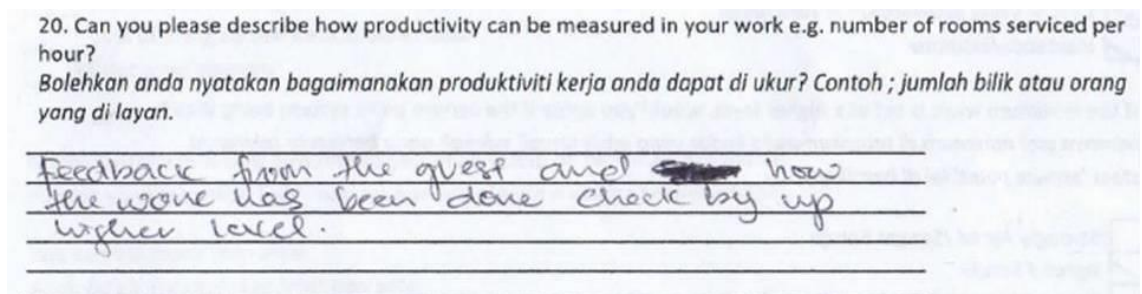 20. Can you please describe how productivity can be measured in your work e.g. number of rooms serviced per
hour?
Bolehkan anda nyatakan bagaimanakan produktiviti kerja anda dapat di ukur? Contoh ; jumlah bilik atau orang
yang di layan.
Feedback from the guest and how
the work has been done check by up
higher level.